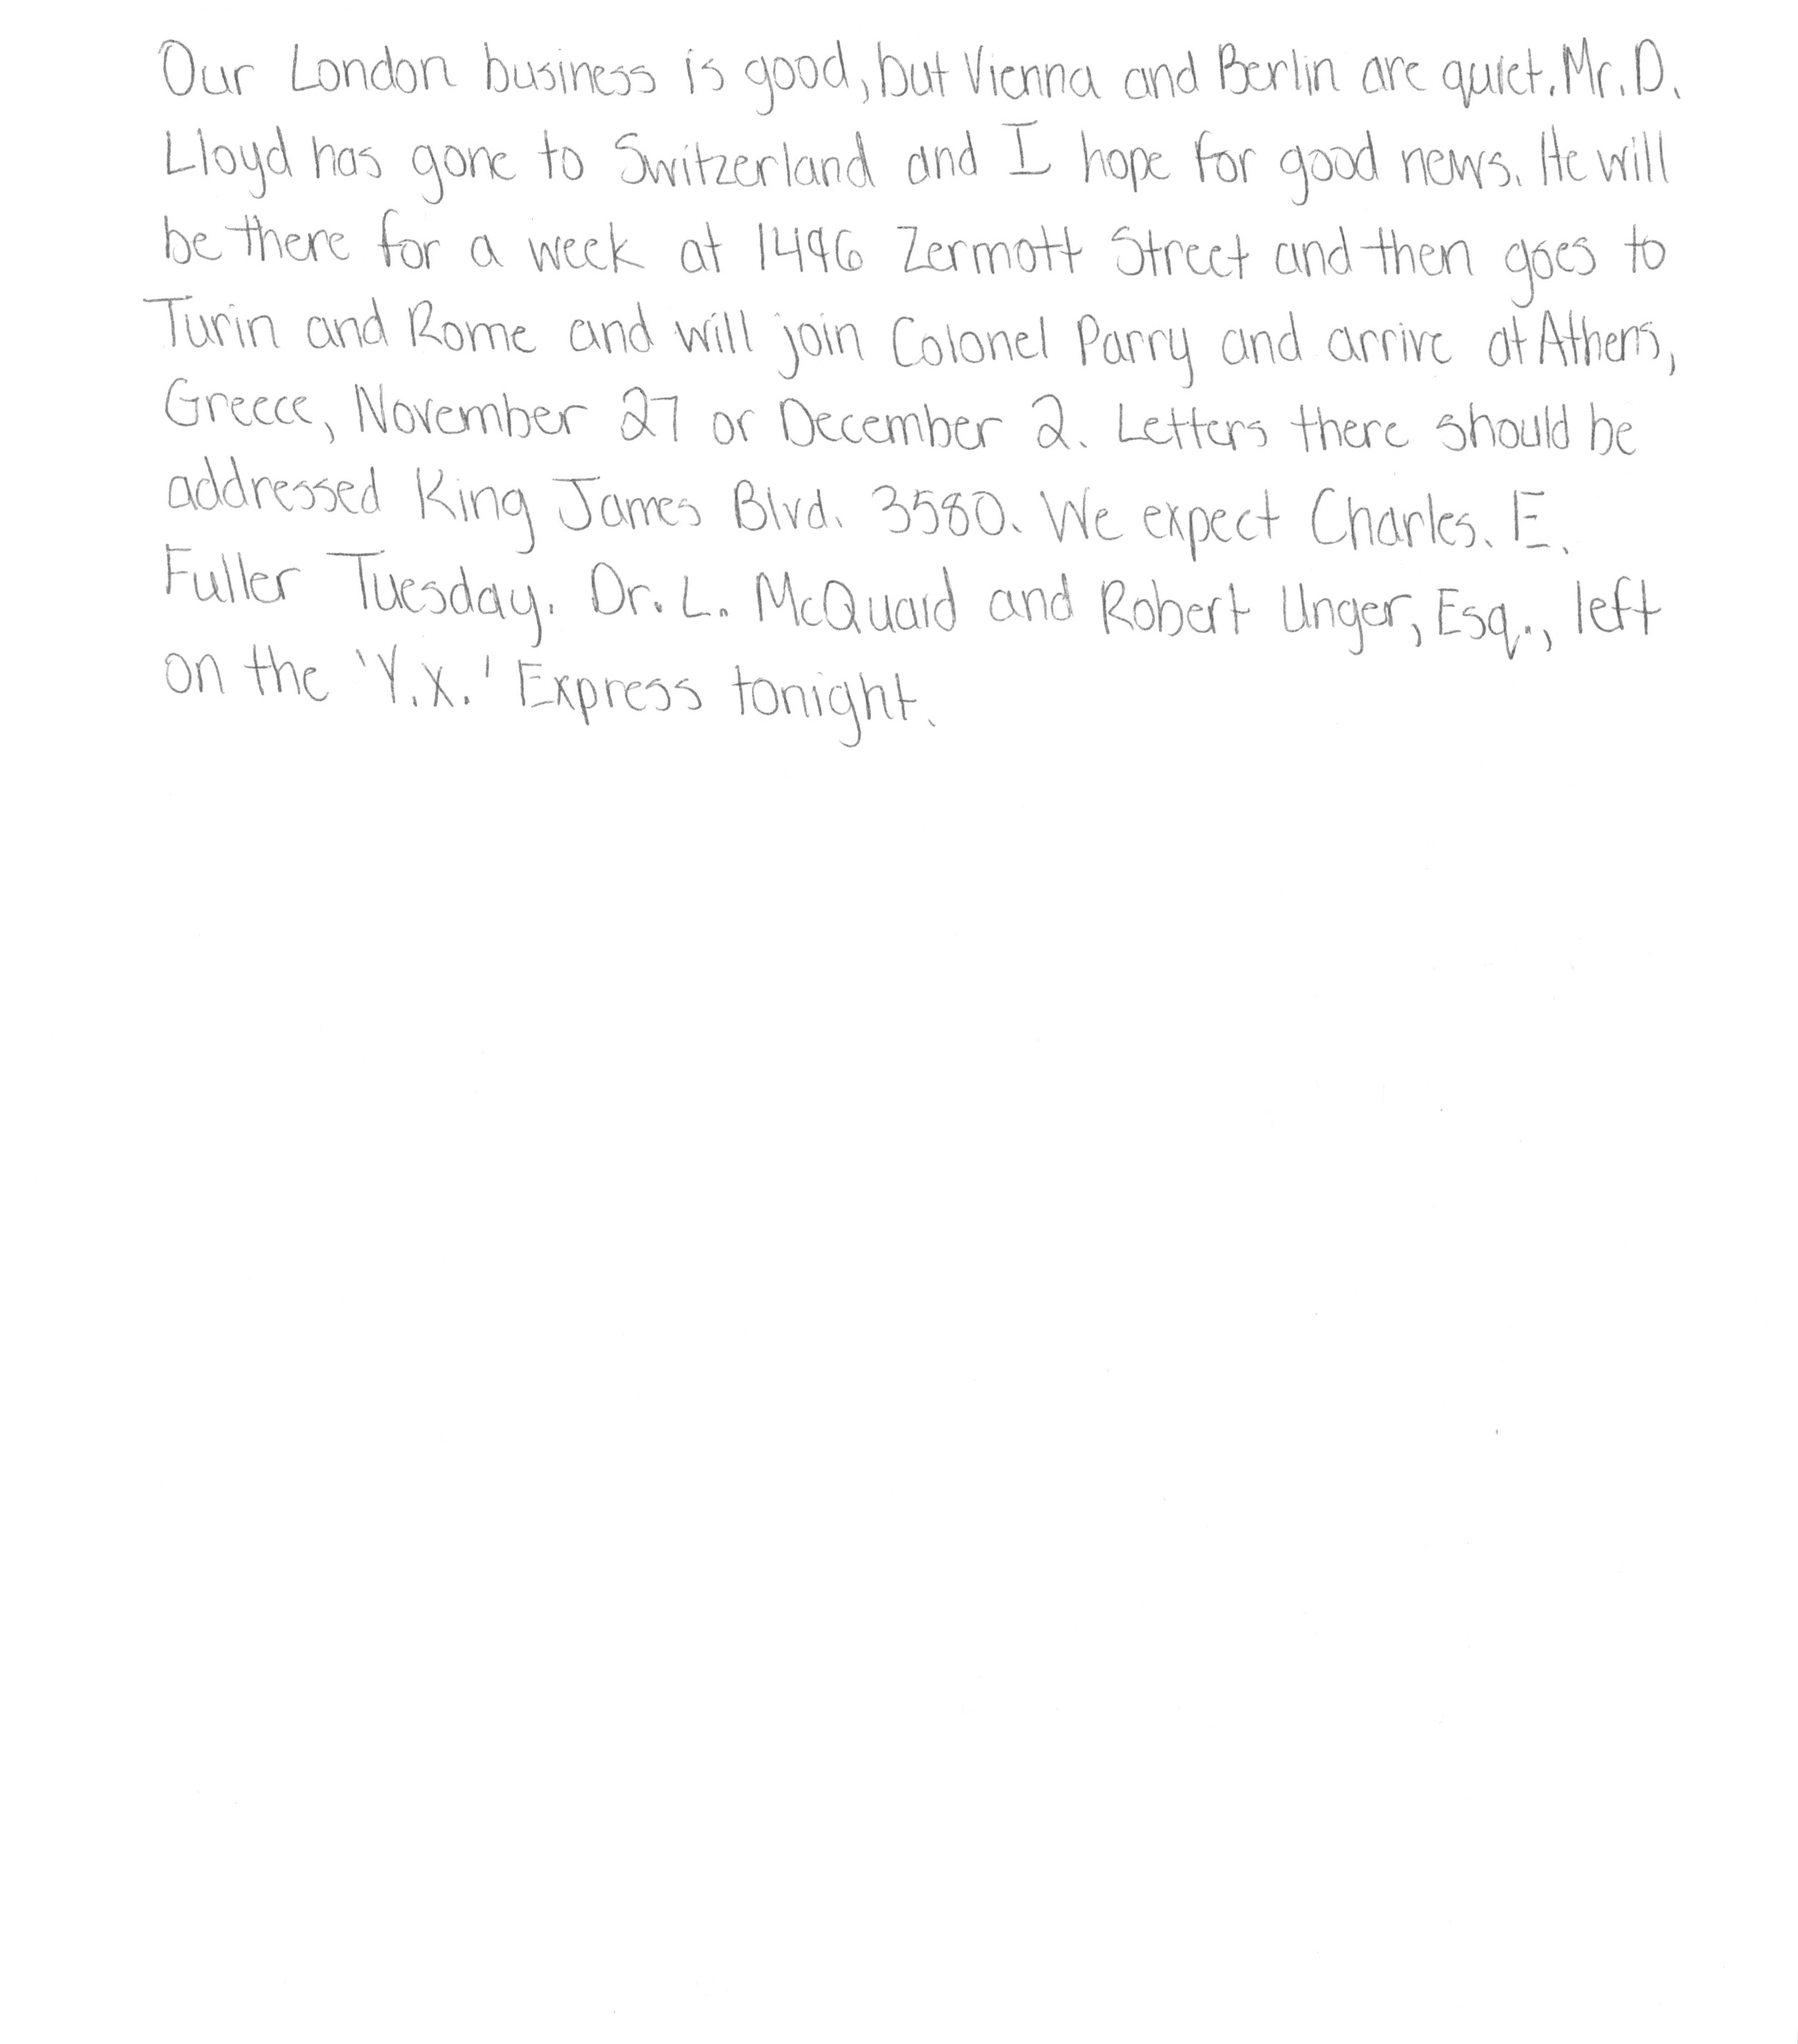 Our London business is good, but Vienna and Berlin are quiet. Mr. D.
Lloyd has gone to Switzerland and I hope for good news. He will
be there for a week at 1496 Zermott Street and then goes to
Turin and Rome and will join Colonel Parry and arrive at Athens,
Greece, November 27 or December 2. Letters there should be
addressed King James Blvd. 3580. We expect Charles. E.
Fuller Tuesday. Dr. L. McQuaid and Robert Unger, Esq., left
on the 'Y.X.' Express tonight.